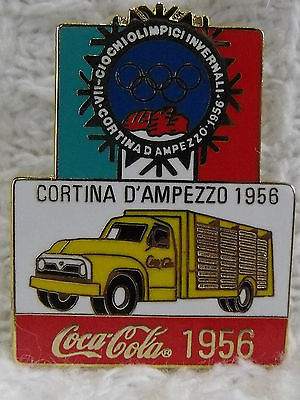 VII·GIOCHI OLIMPICI INVERNALI·
CORTINA D'AMPEZZO·1956·
CORTINA D'AMPEZZO 1956
Coca-Cola
Coca-Cola® 1956